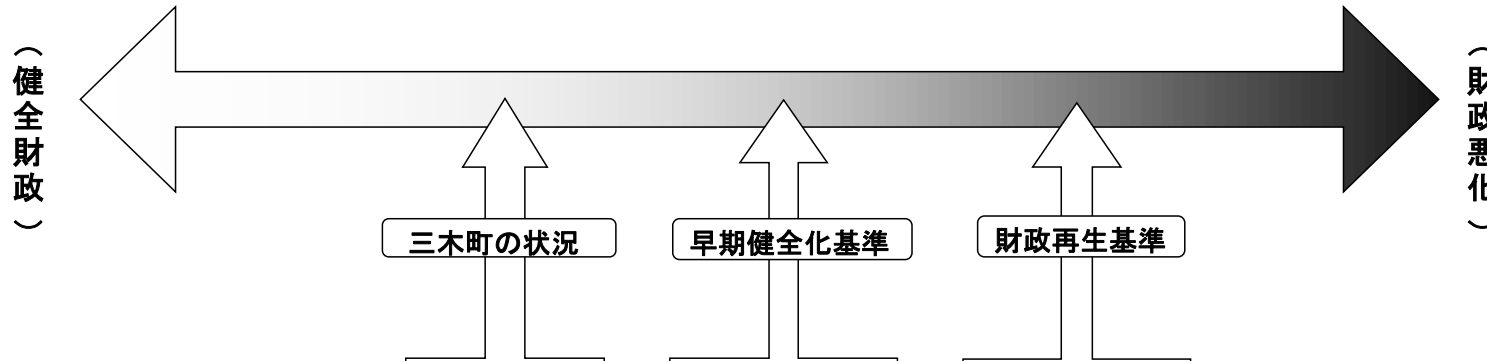 （健全財政）
（財政悪化）
三木町の状況
早期健全化基準
財政再生基準